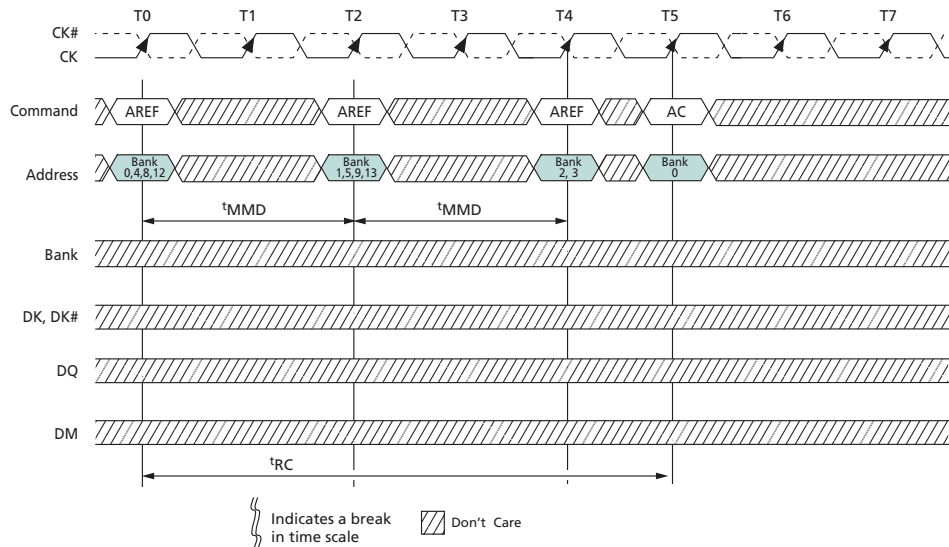 T0 T1 T2 T3 T4 T5 T6 T7
CK#
CK
Command AREF AREF AREF AC
Address Bank 0,4,8,12 Bank 1,5,9,13 Bank 2, 3 Bank 0
tMMD tMMD
Bank
DK, DK#
DQ
DM
tRC
Indicates a break
in time scale
Don't Care